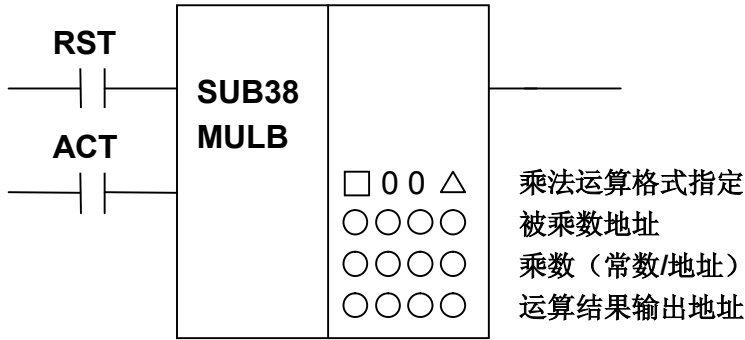 RST
SUB38
MULB
ACT
□ 0 0 △ 乘法运算格式指定
○○○○ 被乘数地址
○○○○ 乘数（常数/地址）
○○○○ 运算结果输出地址